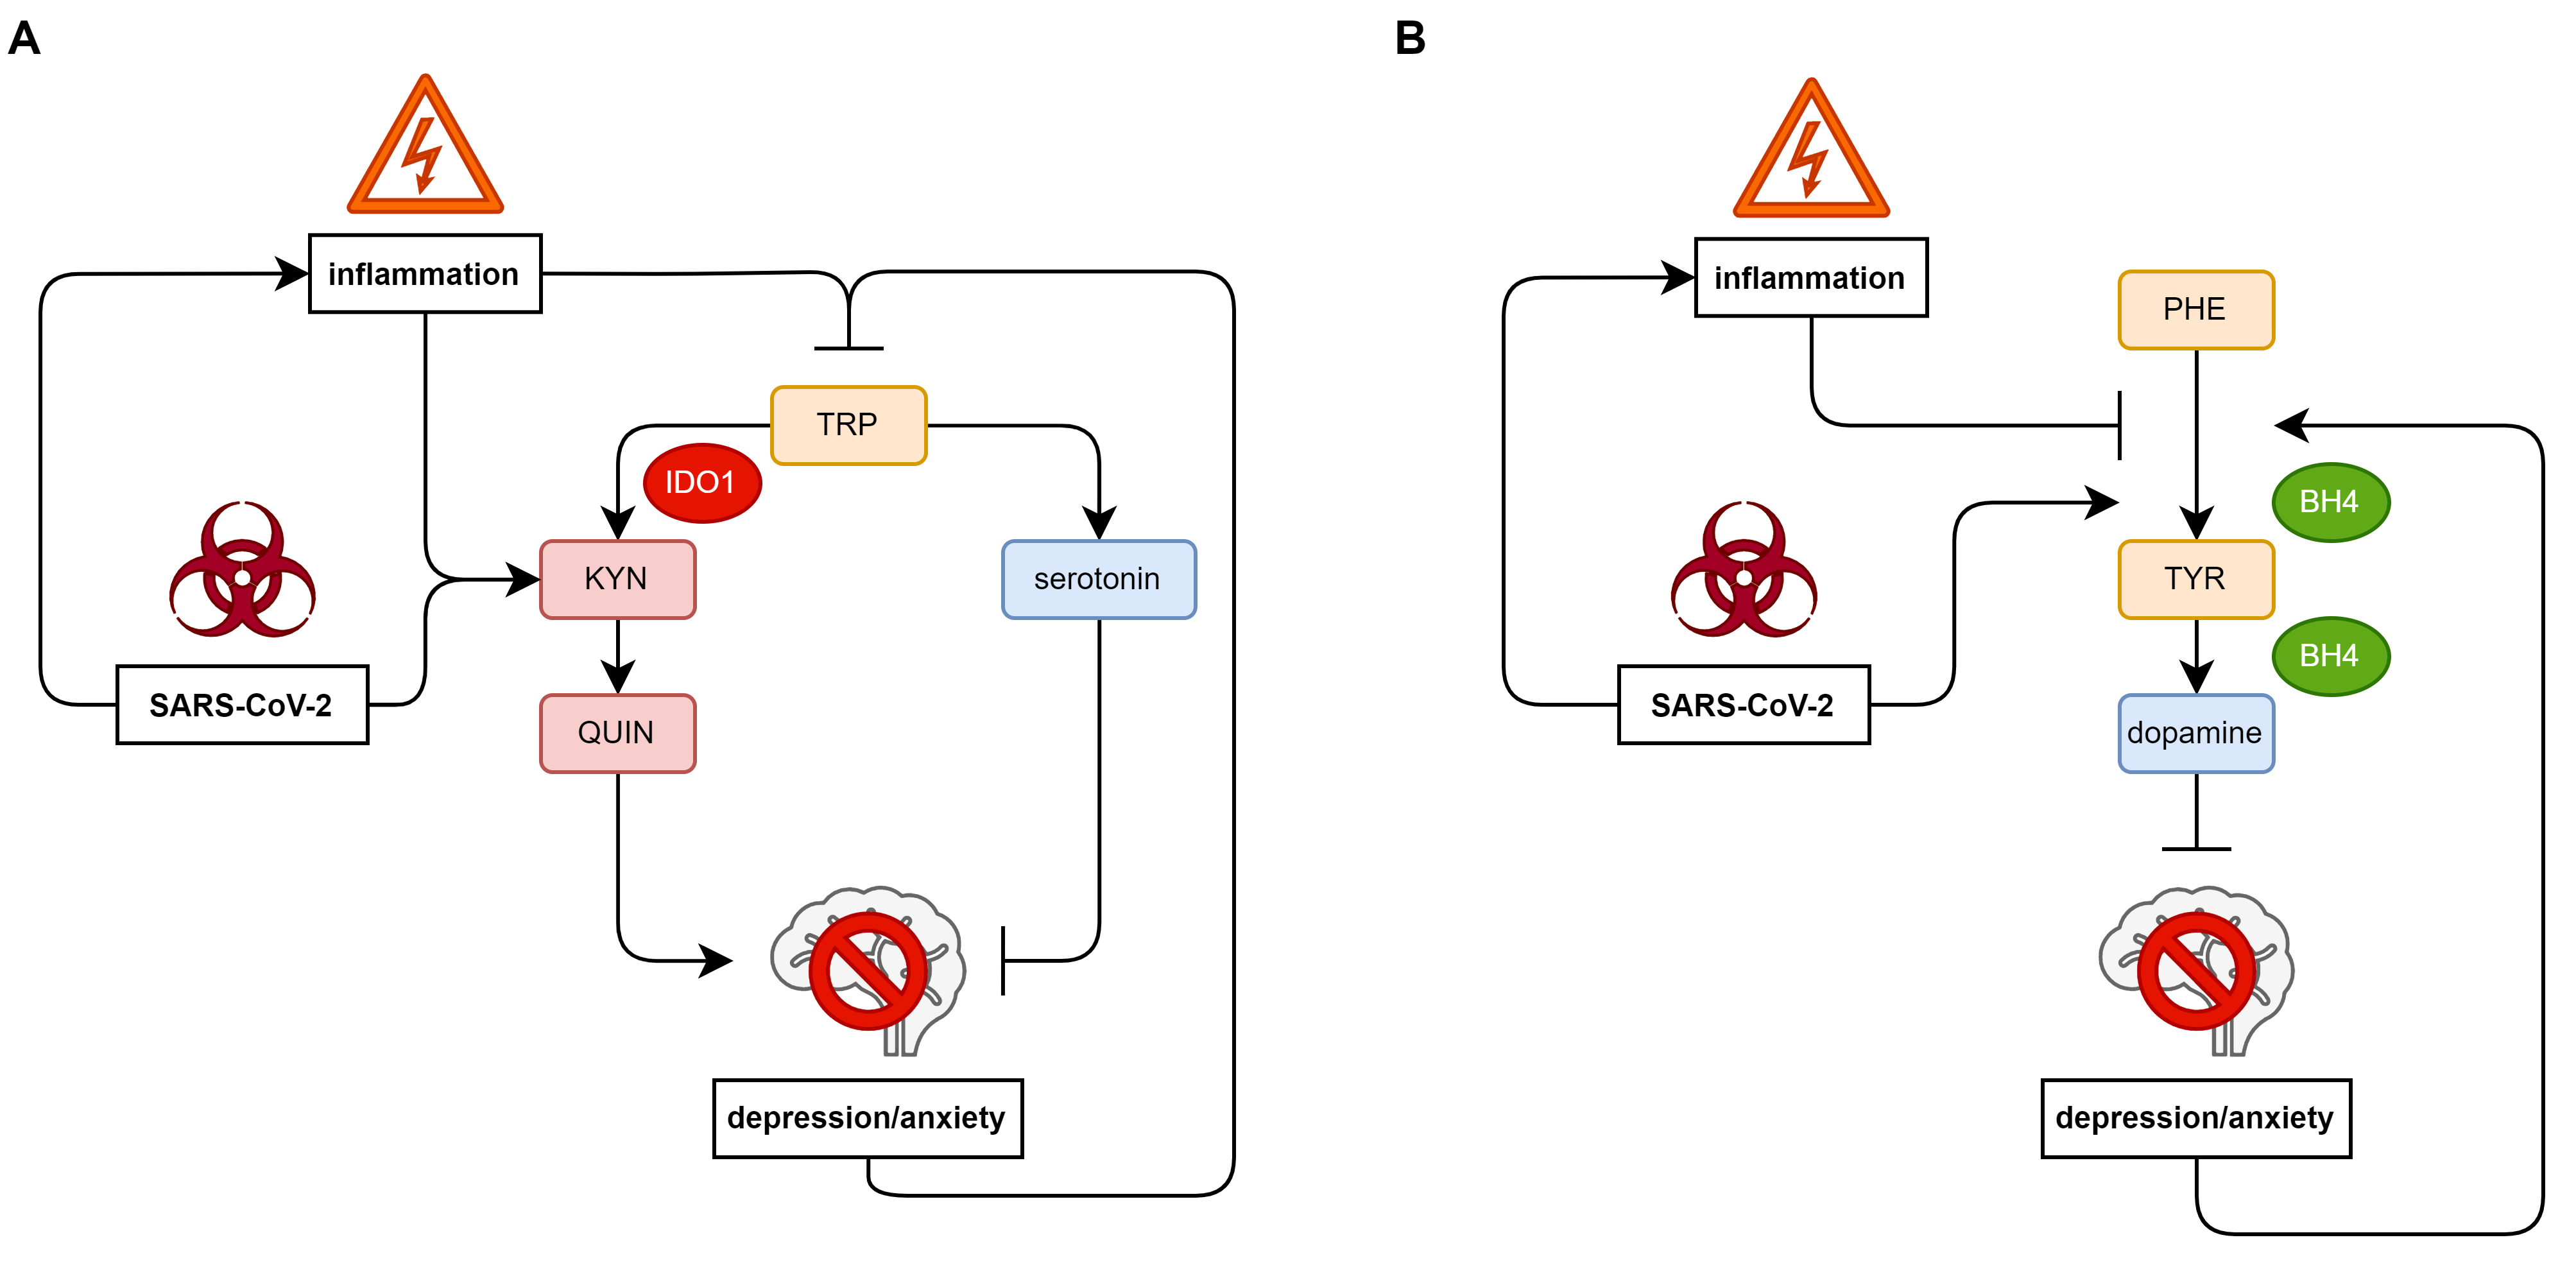 A
inflammation
TRP
IDO1
KYN
serotonin
SARS-CoV-2
QUIN
depression/anxiety
B
inflammation
PHE
BH4
TYR
BH4
SARS-CoV-2
dopamine
depression/anxiety